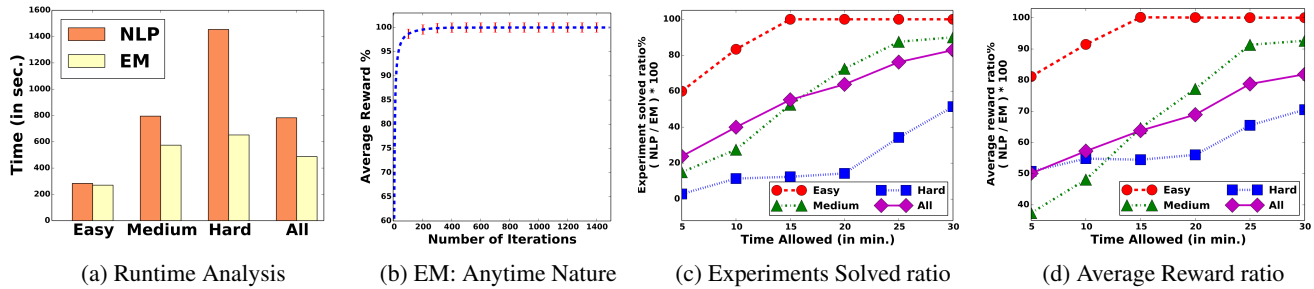 Time (in sec.)
1600
1400
1200
1000
800
600
400
200
0
NLP
EM
Easy Medium Hard All
(a) Runtime Analysis
Average Reward %
100
95
90
85
80
75
70
65
60
0 200 400 600 800 1000 1200 1400
Number of Iterations
(b) EM: Anytime Nature
Experiment solved ratio%
( NLP / EM ) * 100
100
80
60
40
20
0
Easy Hard
Medium All
5 10 15 20 25 30
Time Allowed (in min.)
(c) Experiments Solved ratio
Average reward ratio%
( NLP / EM ) * 100
100
90
80
70
60
50
40
Easy Hard
Medium All
5 10 15 20 25 30
Time Allowed (in min.)
(d) Average Reward ratio